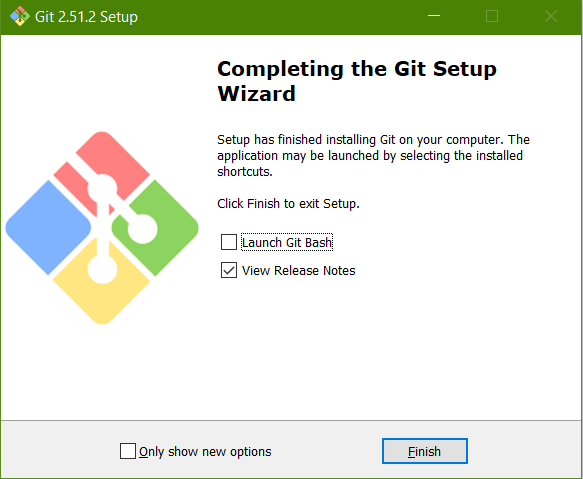 Git 2.51.2 Setup
Completing the Git Setup
Wizard
Setup has finished installing Git on your computer. The
application may be launched by selecting the installed
shortcuts.
Click Finish to exit Setup.
Launch Git Bash
View Release Notes
Only show new options
Finish